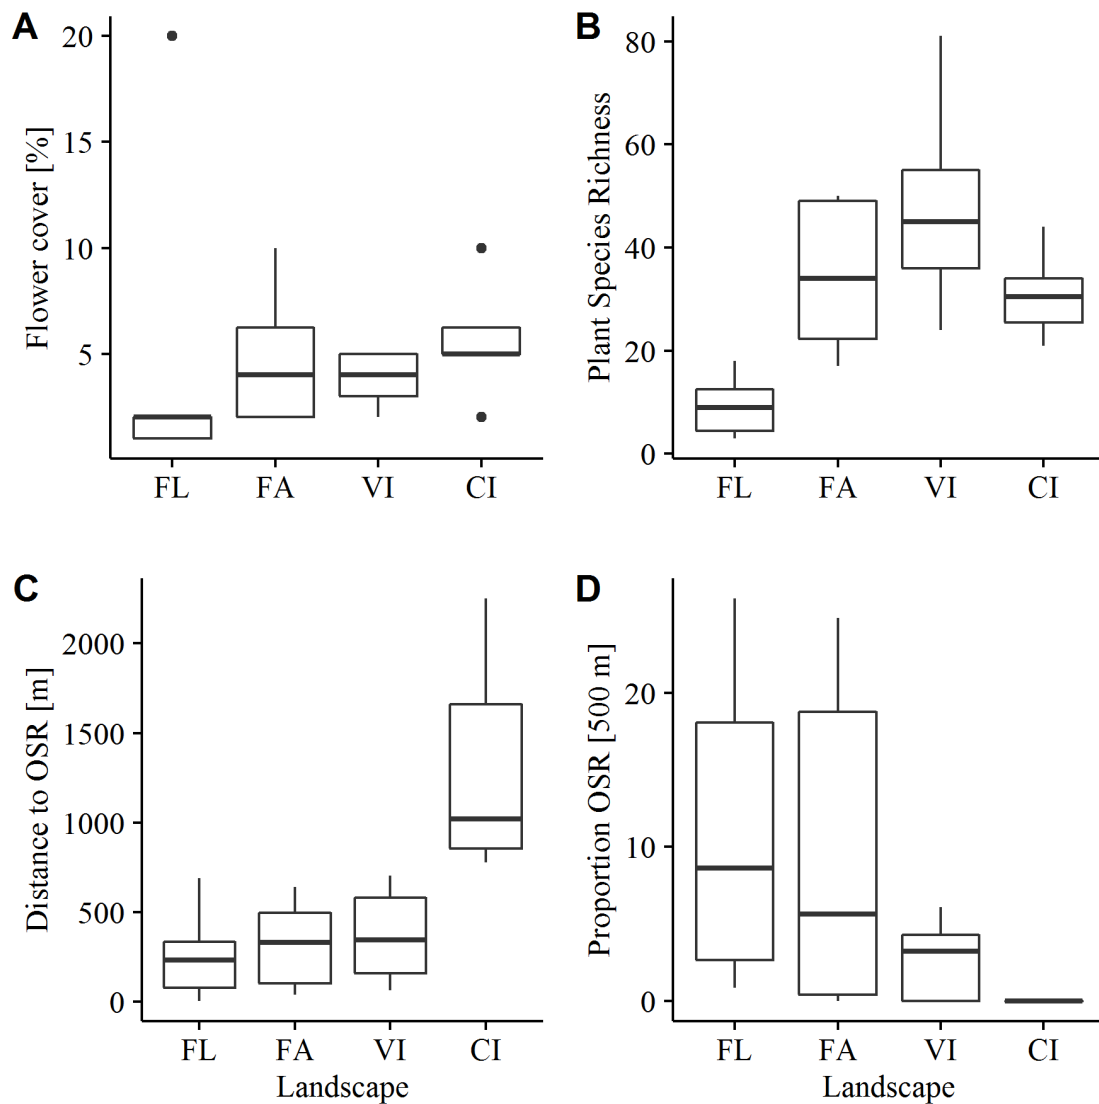 A
Flower cover [%]
20
15
10
5
FL FA VI CI
B
Plant Species Richness
80
60
40
20
0
FL FA VI CI
C
Distance to OSR [m]
2000
1500
1000
500
0
FL FA VI CI
Landscape
D
Proportion OSR [500 m]
20
10
0
FL FA VI CI
Landscape